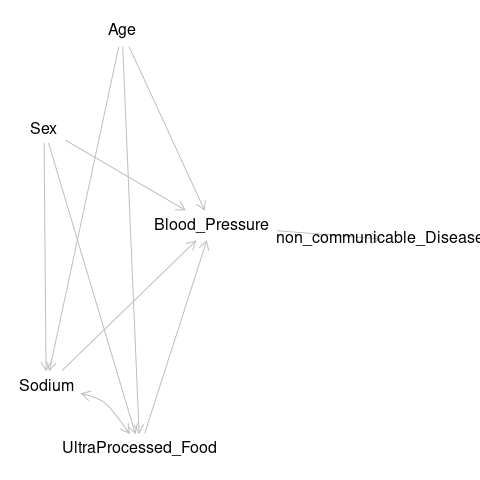 Age
Sex
Blood_Pressure
non_communicable_Disease
Sodium
UltraProcessed_Food